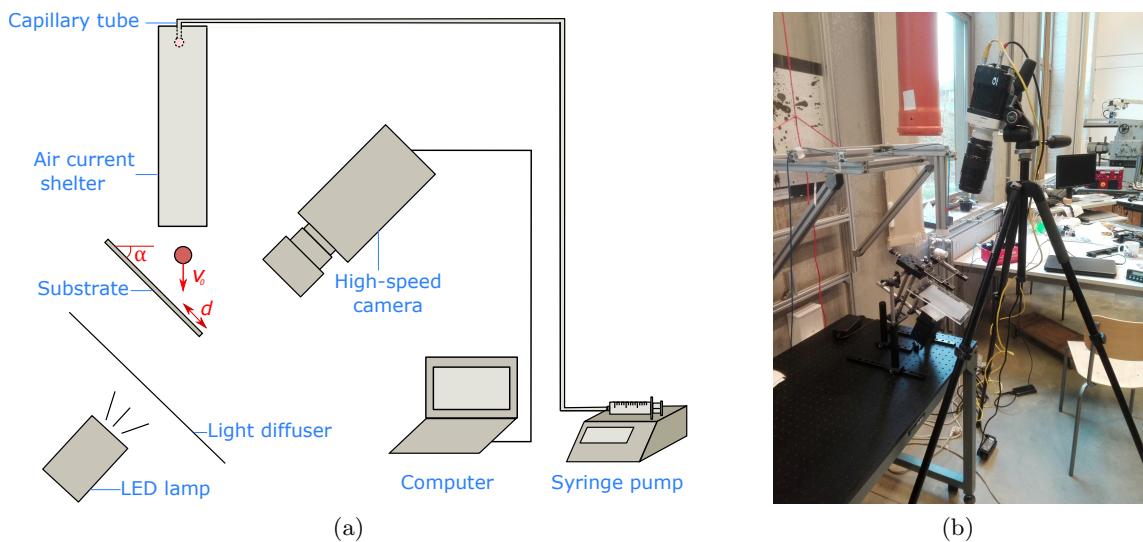 Capillary tube
Air current
shelter
α
V₀
Substrate
d
High-speed
camera
Light diffuser
LED lamp
Computer
Syringe pump
(a)
(b)